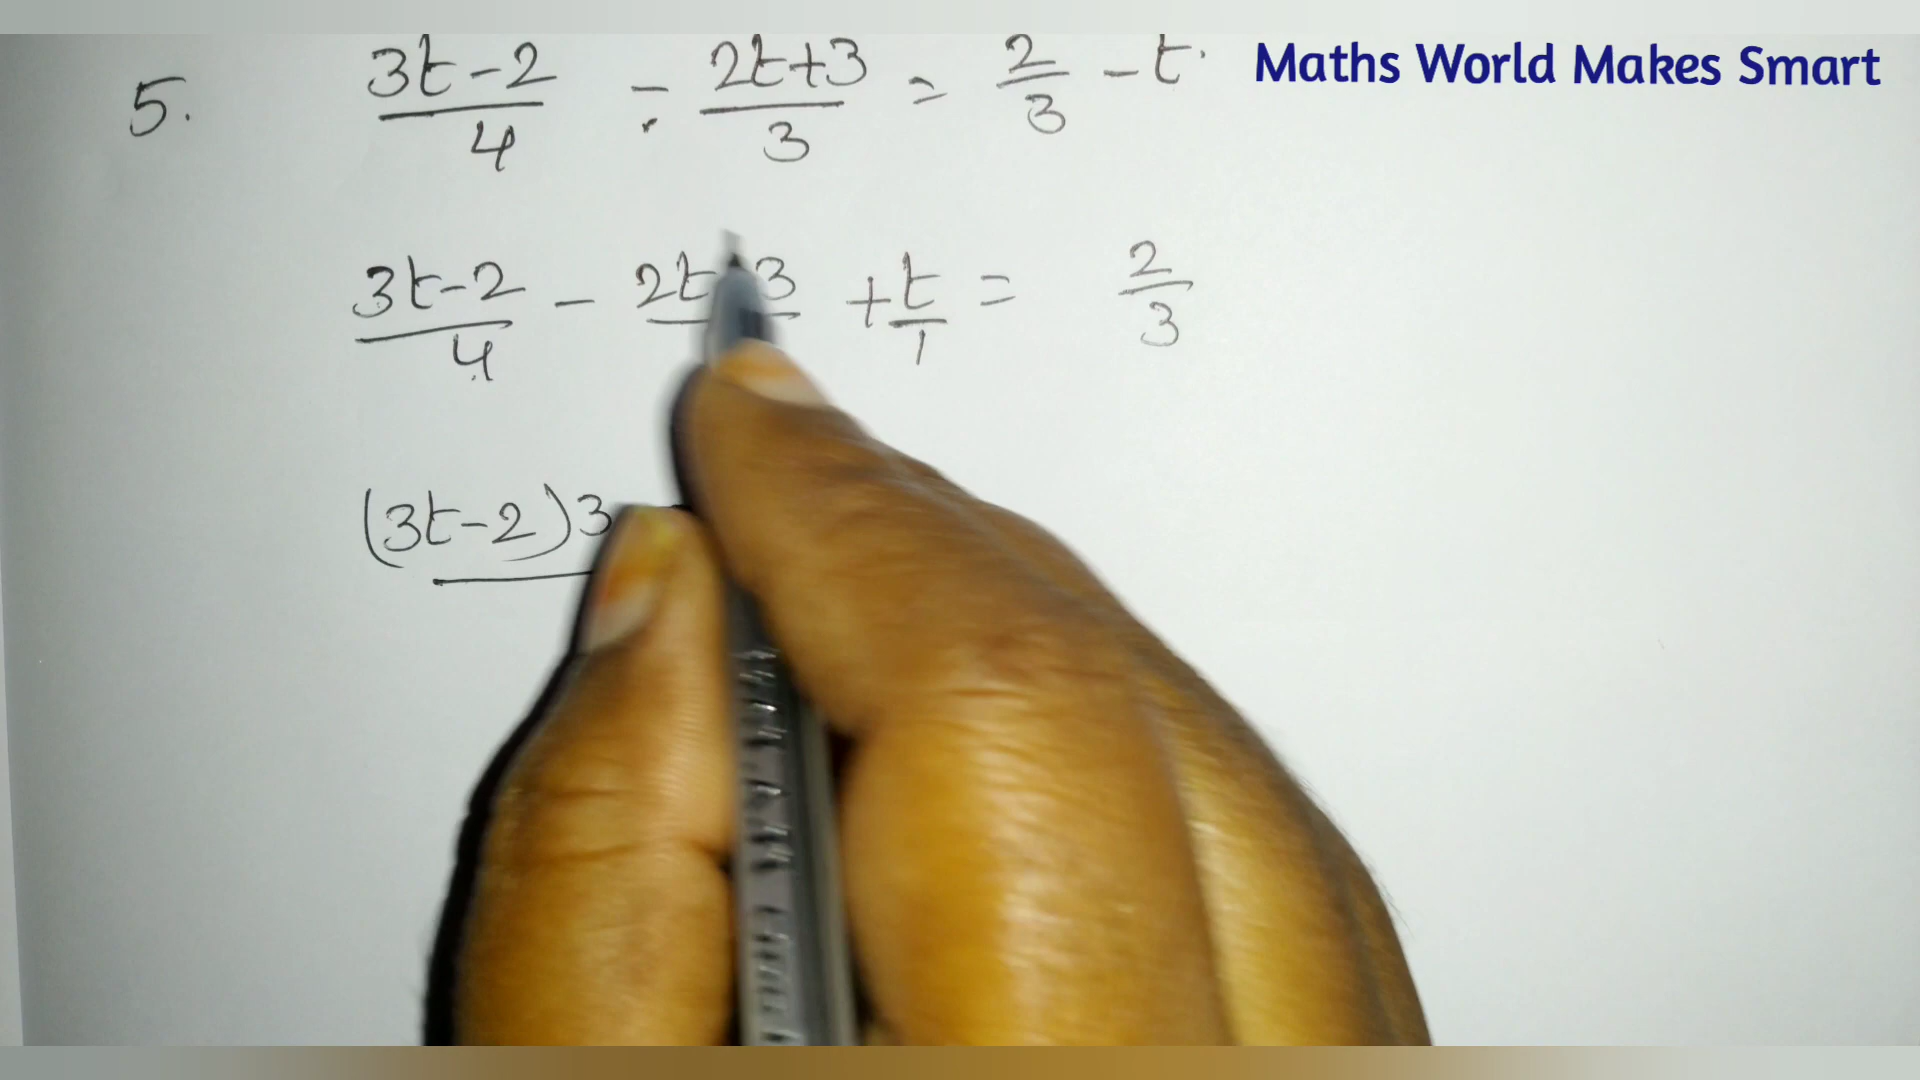 5. (3t-2)/4 - (2t+3)/3 = 2/3 - t. Maths World Makes Smart
(3t-2)/4 - 2t 3 + t/1 = 2/3
(3t-2)3